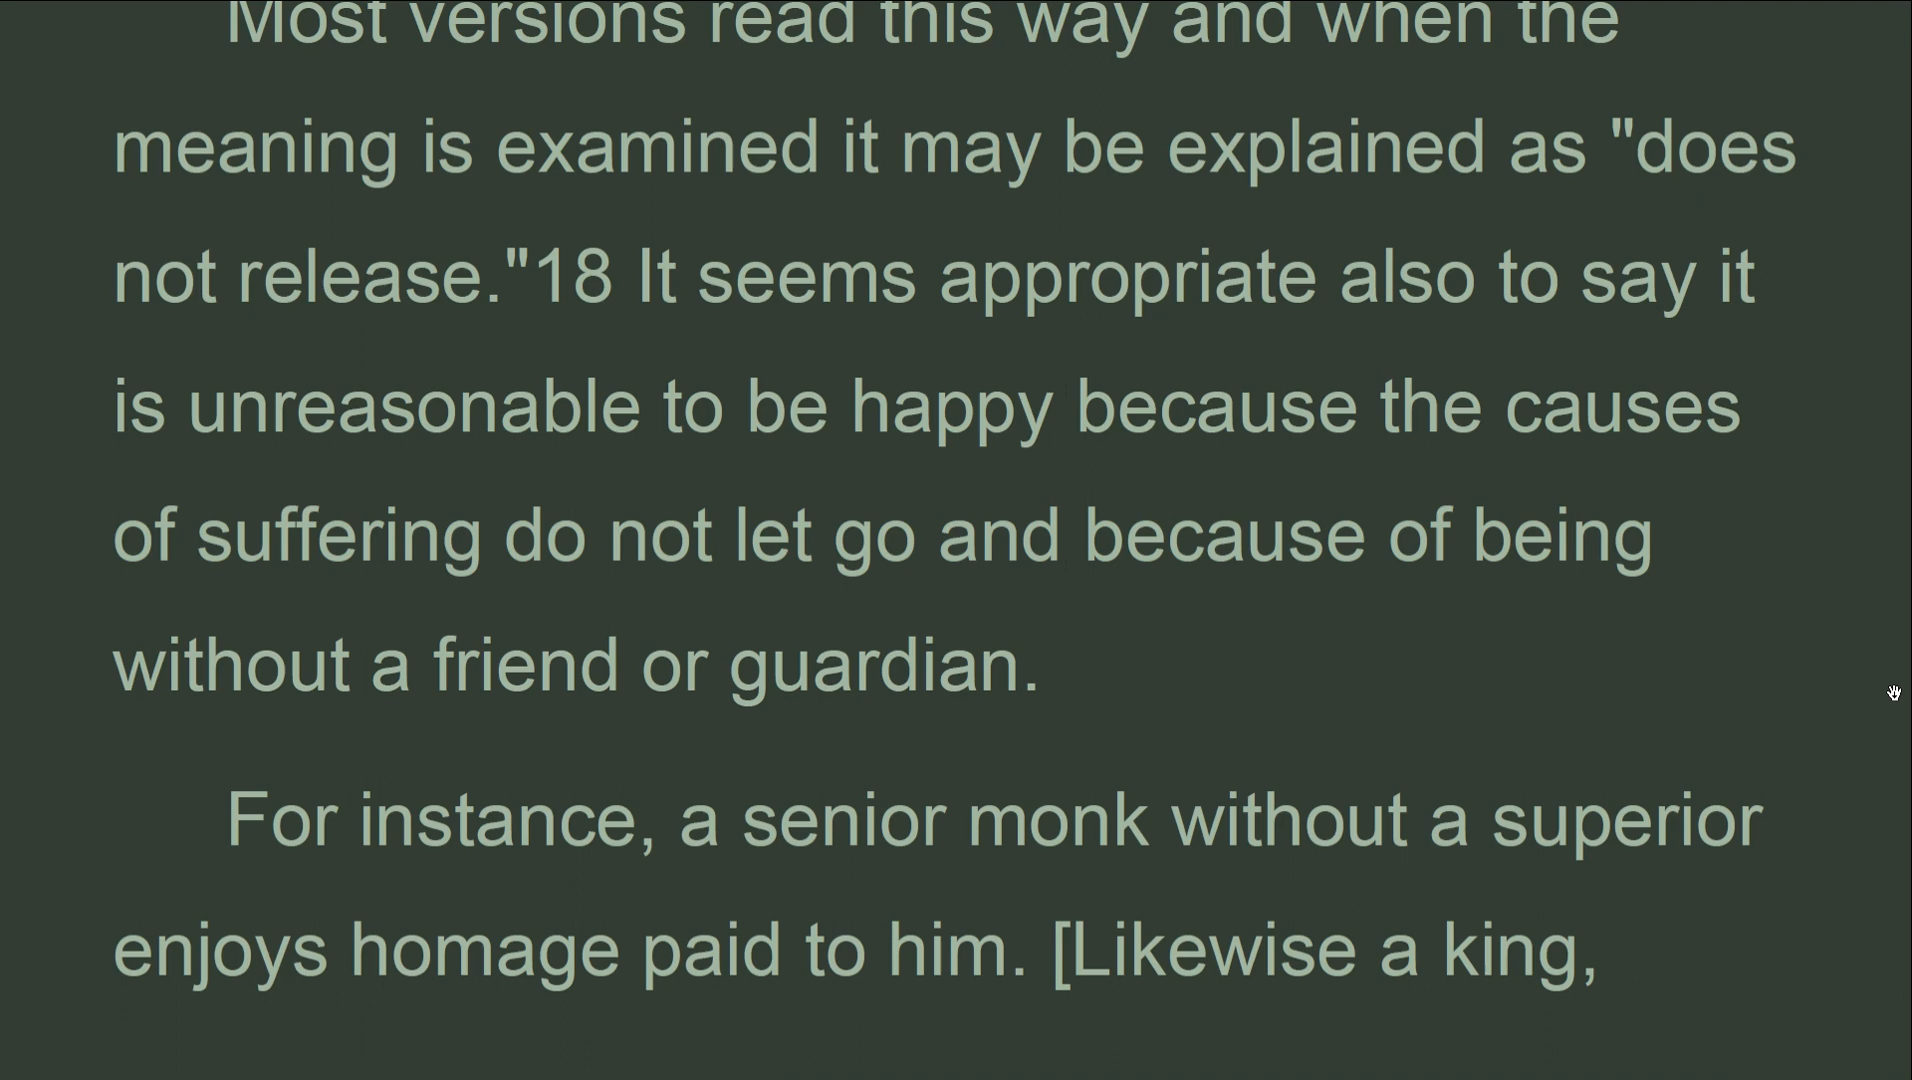 Most versions read this way and when the
meaning is examined it may be explained as "does
not release."18 It seems appropriate also to say it
is unreasonable to be happy because the causes
of suffering do not let go and because of being
without a friend or guardian.
For instance, a senior monk without a superior
enjoys homage paid to him. [Likewise a king,